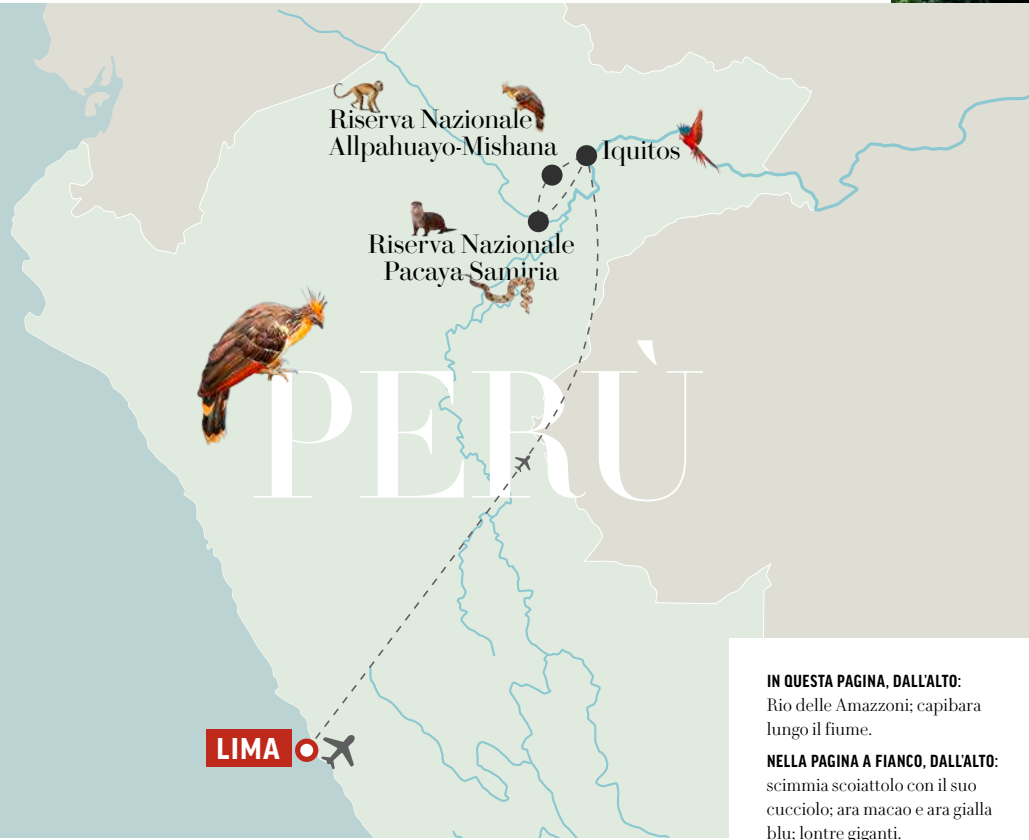 Riserva Nazionale
Allpahuayo-Mishana
Iquitos
Riserva Nazionale
Pacaya Samiria
PERÙ
LIMA
IN QUESTA PAGINA, DALL'ALTO:
Rio delle Amazzoni; capibara
lungo il fiume.
NELLA PAGINA A FIANCO, DALL'ALTO:
scimmia scoiattolo con il suo
cucciolo; ara macao e ara gialla
blu; lontre giganti.